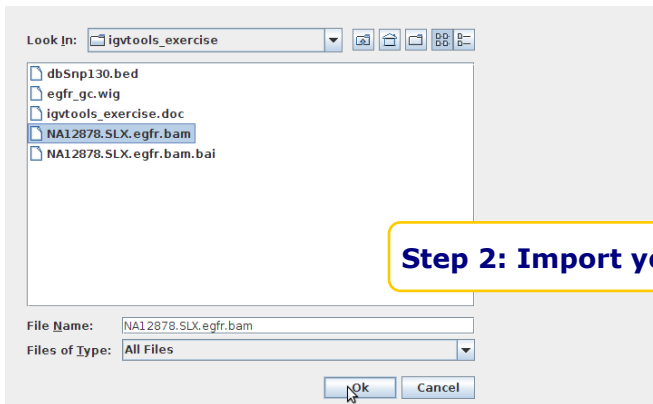 Look In: igvtools_exercise
dbSnp130.bed
egfr_gc.wig
igvtools_exercise.doc
NA12878.SLX.egfr.bam
NA12878.SLX.egfr.bam.bai
Step 2: Import yo
File Name: NA12878.SLX.egfr.bam
Files of Type: All Files
Ok Cancel